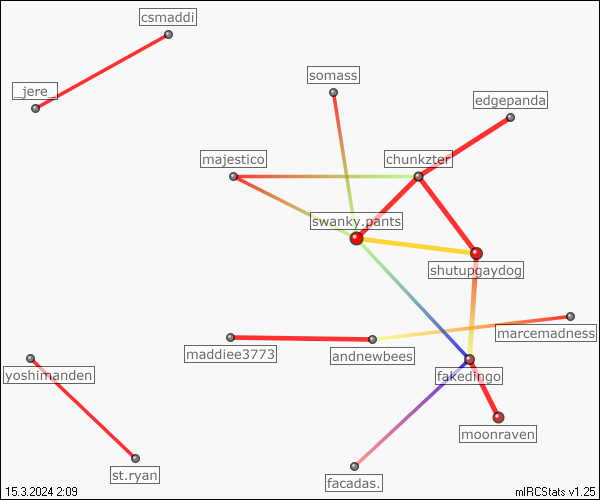 csmaddi
somass
_jere_
edgepanda
majestico
chunkzter
swanky.pants
shutupgaydog
marcemadness
maddiee3773
andnewbees
yoshimanden
fakedingo
moonraven
st.ryan
facadas.
15.3.2024 2:09
mIRCStats v1.25